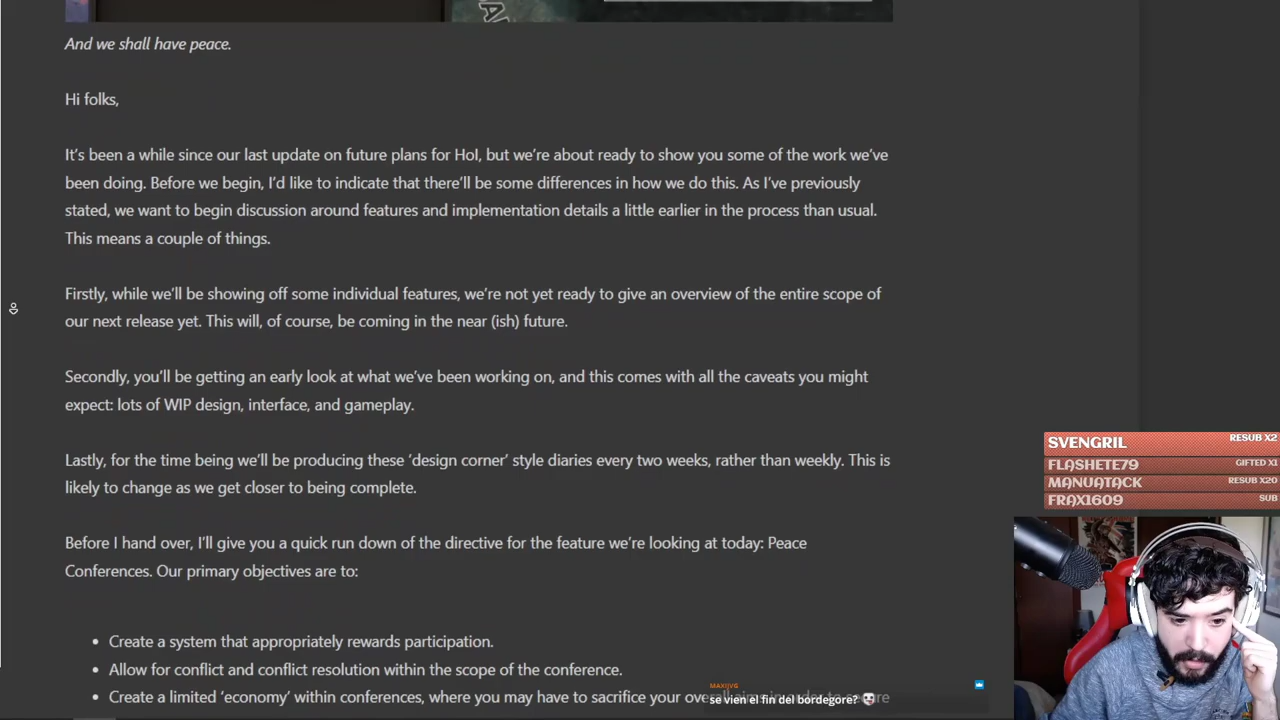 And we shall have peace.
Hi folks,
It's been a while since our last update on future plans for HoI, but we're about ready to show you some of the work we've
been doing. Before we begin, I'd like to indicate that there'll be some differences in how we do this. As I've previously
stated, we want to begin discussion around features and implementation details a little earlier in the process than usual.
This means a couple of things.
Firstly, while we'll be showing off some individual features, we're not yet ready to give an overview of the entire scope of
our next release yet. This will, of course, be coming in the near (ish) future.
Secondly, you'll be getting an early look at what we've been working on, and this comes with all the caveats you might
expect: lots of WIP design, interface, and gameplay.
Lastly, for the time being we'll be producing these 'design corner' style diaries every two weeks, rather than weekly. This is
likely to change as we get closer to being complete.
Before I hand over, I'll give you a quick run down of the directive for the feature we're looking at today: Peace
Conferences. Our primary objectives are to:
• Create a system that appropriately rewards participation.
• Allow for conflict and conflict resolution within the scope of the conference.
• Create a limited 'economy' within conferences, where you may have to sacrifice your overall aims in order to secure
SVENGRIL RESUB X2
FLASHETE79 GIFTED X1
MANUATACK RESUB X20
FRAX1609 SUB
MAXIJVG
se vien el fin del bordegore?